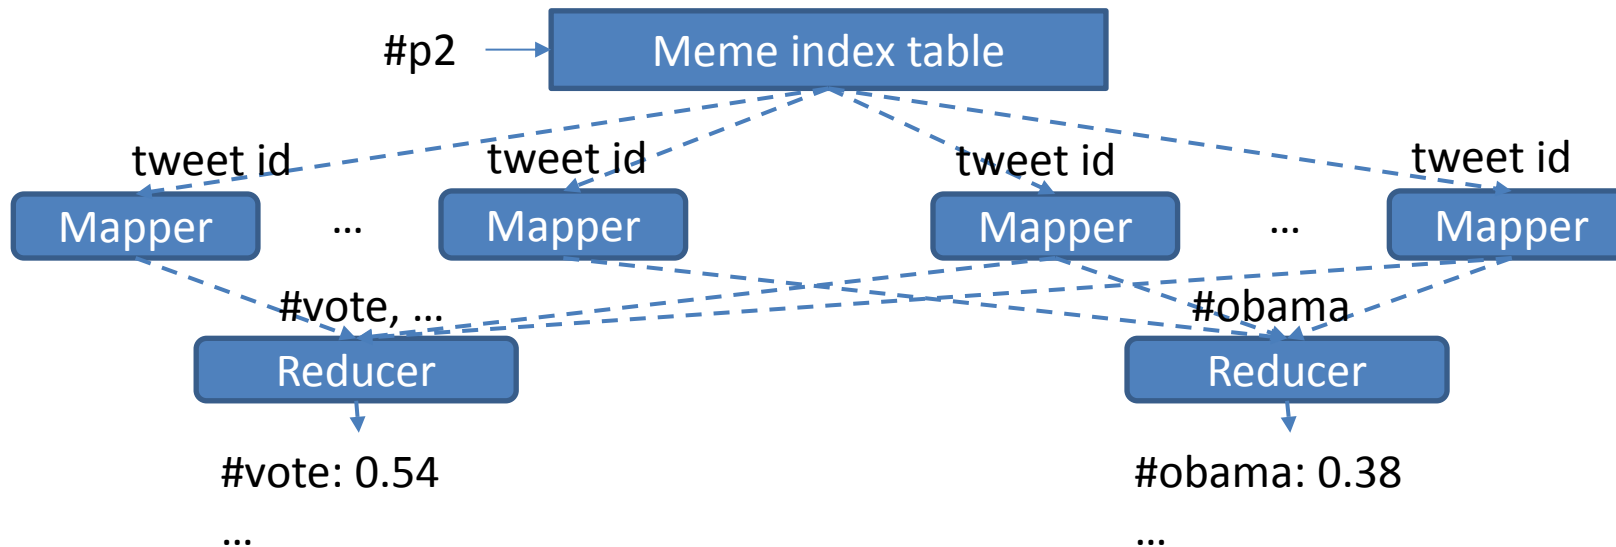 #p2
Meme index table
tweet id
tweet id
tweet id
tweet id
Mapper
...
Mapper
Mapper
...
Mapper
#vote, ...
#obama
Reducer
Reducer
#vote: 0.54
#obama: 0.38
...
...